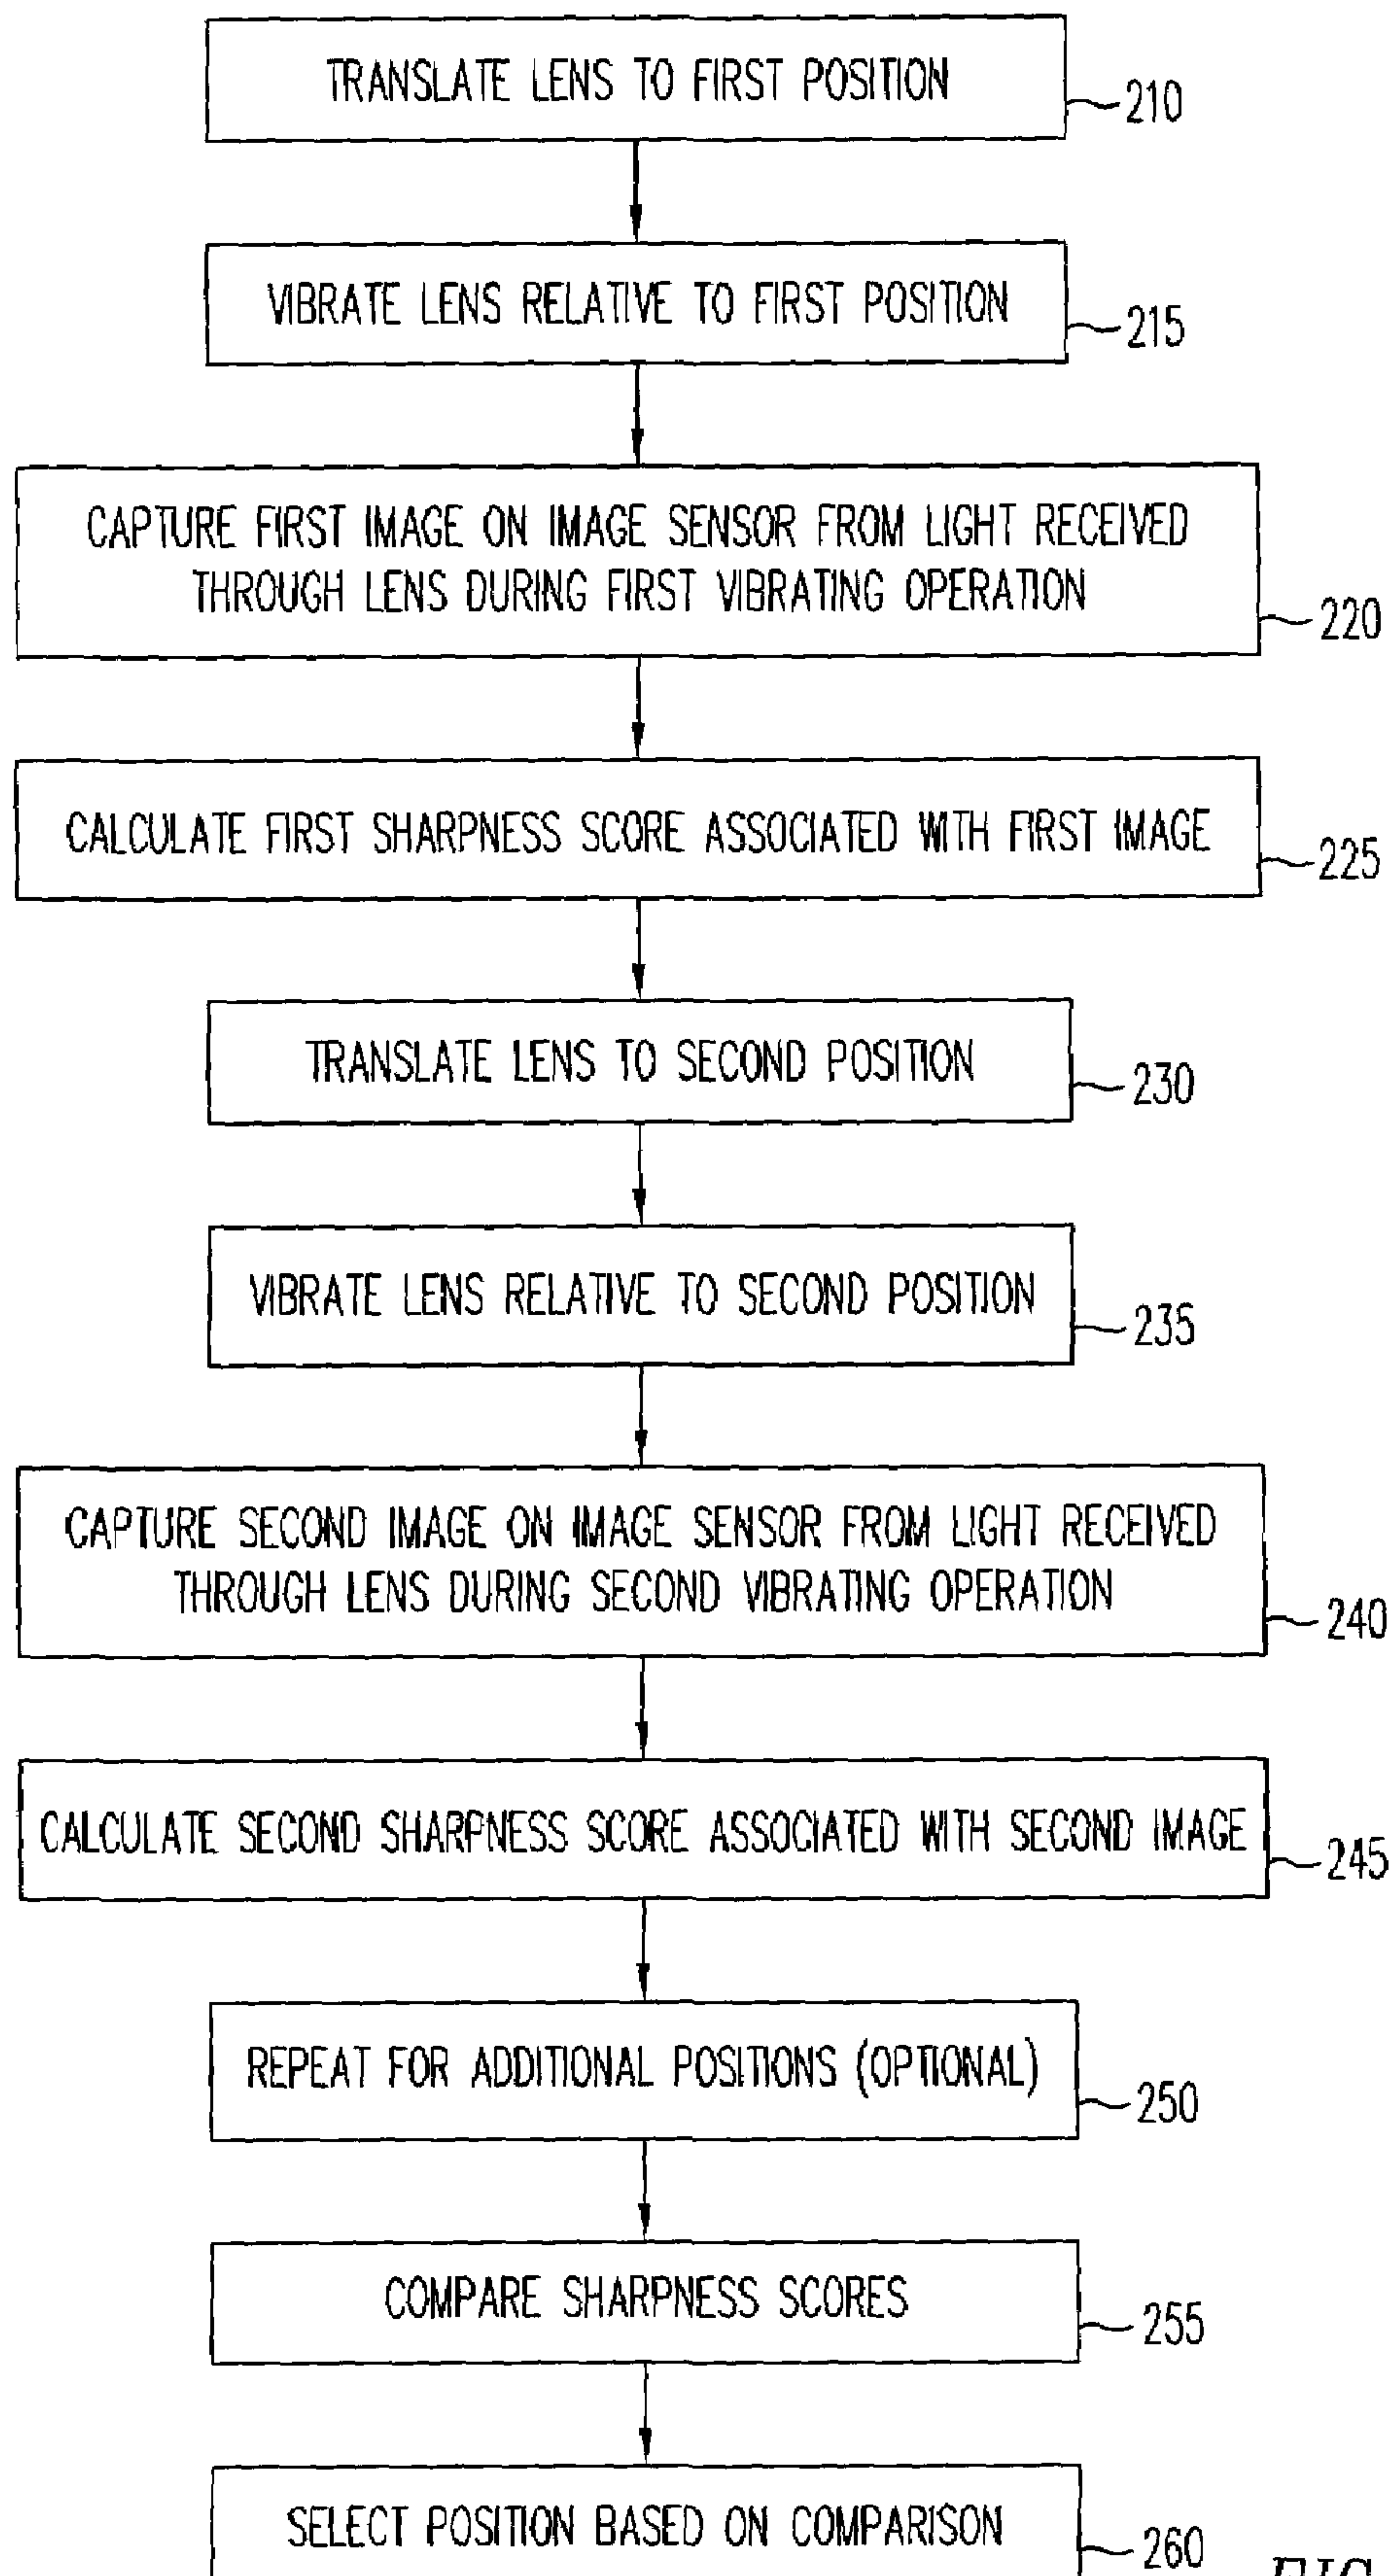 TRANSLATE LENS TO FIRST POSITION
210
VIBRATE LENS RELATIVE TO FIRST POSITION
215
CAPTURE FIRST IMAGE ON IMAGE SENSOR FROM LIGHT RECEIVED
THROUGH LENS DURING FIRST VIBRATING OPERATION
220
CALCULATE FIRST SHARPNESS SCORE ASSOCIATED WITH FIRST IMAGE
225
TRANSLATE LENS TO SECOND POSITION
230
VIBRATE LENS RELATIVE TO SECOND POSITION
235
CAPTURE SECOND IMAGE ON IMAGE SENSOR FROM LIGHT RECEIVED
THROUGH LENS DURING SECOND VIBRATING OPERATION
240
CALCULATE SECOND SHARPNESS SCORE ASSOCIATED WITH SECOND IMAGE
245
REPEAT FOR ADDITIONAL POSITIONS (OPTIONAL)
250
COMPARE SHARPNESS SCORES
255
SELECT POSITION BASED ON COMPARISON
260